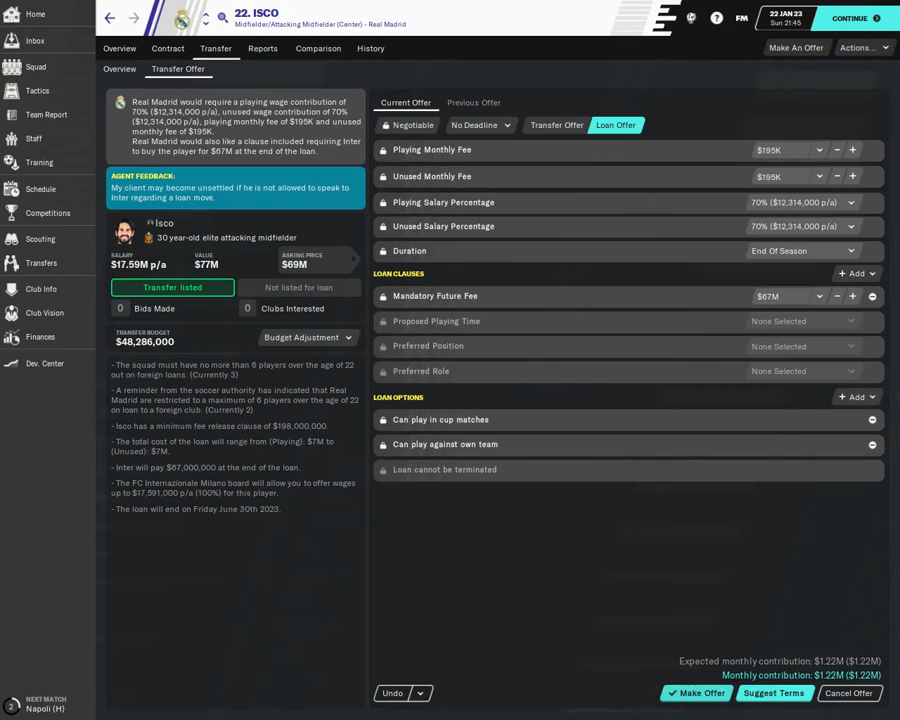 Home
Inbox
Squad
Tactics
Team Report
Staff
Training
Schedule
Competitions
Scouting
Transfers
Club Info
Club Vision
Finances
Dev. Center
2
NEXT MATCH
Napoli (H)
22. ISCO
Midfielder/Attacking Midfielder (Center) - Real Madrid
FM
22 JAN 23
Sun 21:45
CONTINUE
Overview
Contract
Transfer
Reports
Comparison
History
Make An Offer
Actions...
Overview
Transfer Offer
Real Madrid would require a playing wage contribution of
70% ($12,314,000 p/a), unused wage contribution of 70%
($12,314,000 p/a), playing monthly fee of $195K and unused
monthly fee of $195K.
Real Madrid would also like a clause included requiring Inter
to buy the player for $67M at the end of the loan.
AGENT FEEDBACK:
My client may become unsettled if he is not allowed to speak to
Inter regarding a loan move.
Isco
30 year-old elite attacking midfielder
SALARY
$17.59M p/a
VALUE
$77M
ASKING PRICE
$69M
Transfer listed
Not listed for loan
0 Bids Made
0 Clubs Interested
TRANSFER BUDGET
$48,286,000
Budget Adjustment
- The squad must have no more than 6 players over the age of 22
out on foreign loans. (Currently 3)
- A reminder from the soccer authority has indicated that Real
Madrid are restricted to a maximum of 6 players over the age of 22
on loan to a foreign club. (Currently 2)
- Isco has a minimum fee release clause of $198,000,000.
- The total cost of the loan will range from (Playing): $7M to
(Unused): $7M.
- Inter will pay $67,000,000 at the end of the loan.
- The FC Internazionale Milano board will allow you to offer wages
up to $17,591,000 p/a (100%) for this player.
- The loan will end on Friday June 30th 2023.
Current Offer
Previous Offer
Negotiable
No Deadline
Transfer Offer
Loan Offer
Playing Monthly Fee
$195K
Unused Monthly Fee
$195K
Playing Salary Percentage
70% ($12,314,000 p/a)
Unused Salary Percentage
70% ($12,314,000 p/a)
Duration
End Of Season
LOAN CLAUSES
+ Add
Mandatory Future Fee
$67M
Proposed Playing Time
None Selected
Preferred Position
None Selected
Preferred Role
None Selected
LOAN OPTIONS
+ Add
Can play in cup matches
Can play against own team
Loan cannot be terminated
Expected monthly contribution: $1.22M ($1.22M)
Monthly contribution: $1.22M ($1.22M)
Undo
Make Offer
Suggest Terms
Cancel Offer